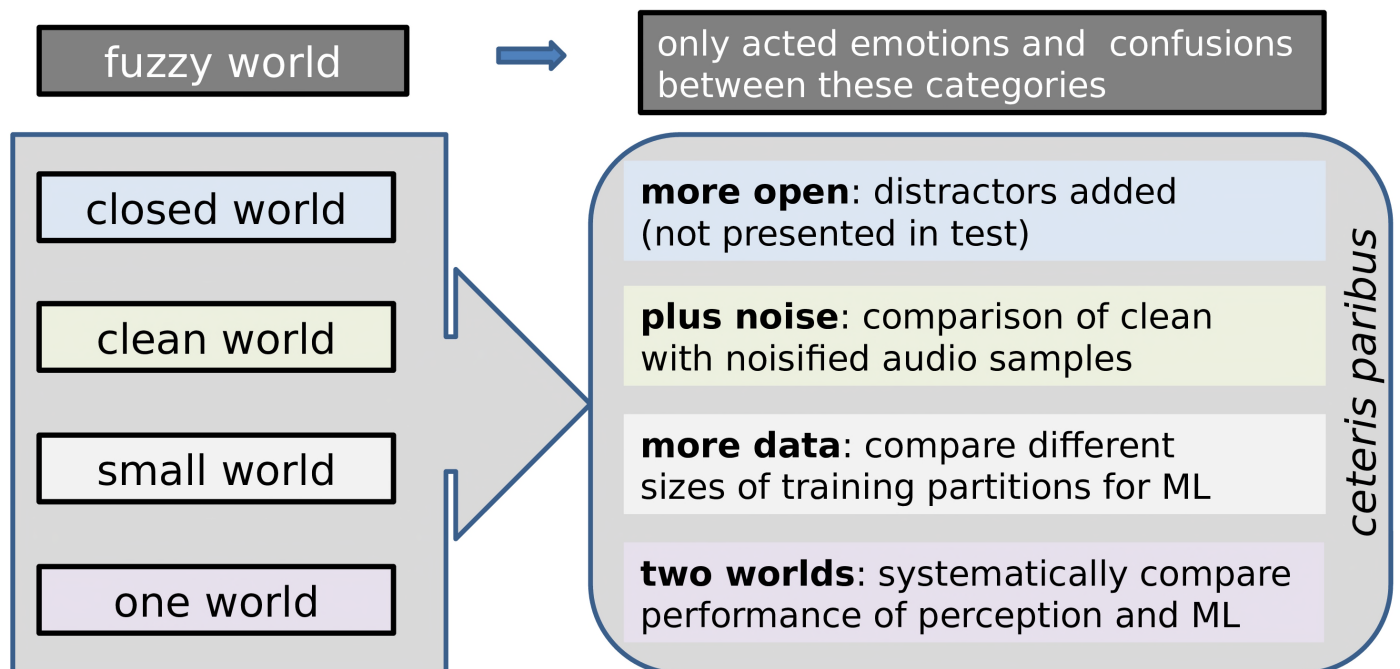 fuzzy world
only acted emotions and confusions
between these categories
closed world
more open: distractors added
(not presented in test)
clean world
plus noise: comparison of clean
with noisified audio samples
small world
more data: compare different
sizes of training partitions for ML
one world
two worlds: systematically compare
performance of perception and ML
ceteris paribus